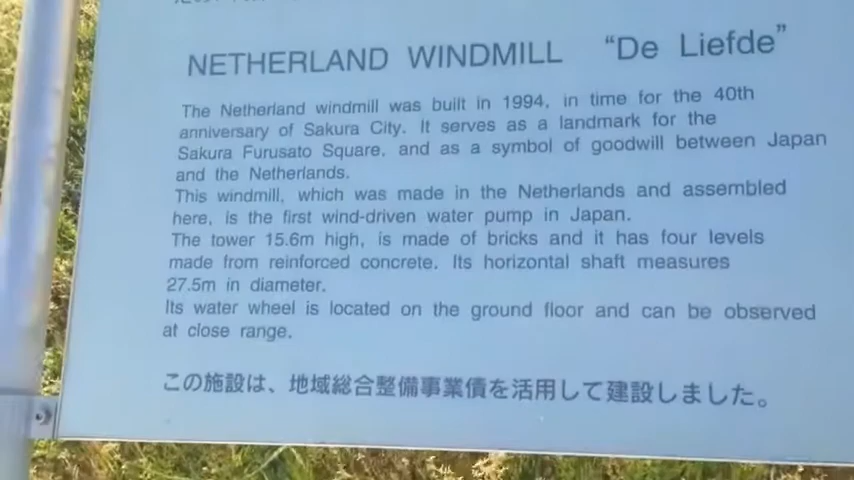 NETHERLAND WINDMILL “De Liefde”
The Netherland windmill was built in 1994, in time for the 40th
anniversary of Sakura City. It serves as a landmark for the
Sakura Furusato Square, and as a symbol of goodwill between Japan
and the Netherlands.
This windmill, which was made in the Netherlands and assembled
here, is the first wind-driven water pump in Japan.
The tower 15.6m high, is made of bricks and it has four levels
made from reinforced concrete. Its horizontal shaft measures
27.5m in diameter.
Its water wheel is located on the ground floor and can be observed
at close range.
この施設は、地域総合整備事業債を活用して建設しました。